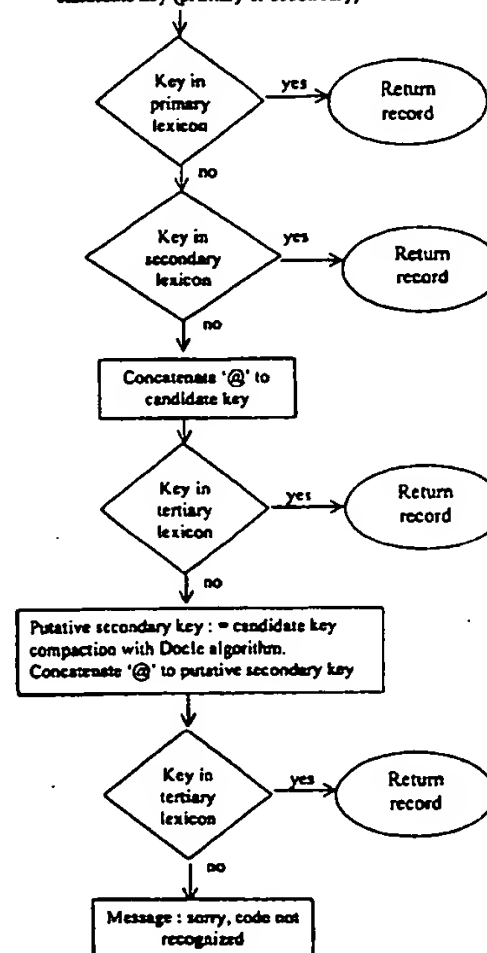 Key in
primary
lexicon
yes
Return
record
no
Key in
secondary
lexicon
yes
Return
record
no
Concatenate '@' to
candidate key
Key in
tertiary
lexicon
yes
Return
record
no
Putative secondary key : = candidate key
compaction with Docle algorithm.
Concatenate '@' to putative secondary key
Key in
tertiary
lexicon
yes
Return
record
no
Message : sorry, code not
recognized